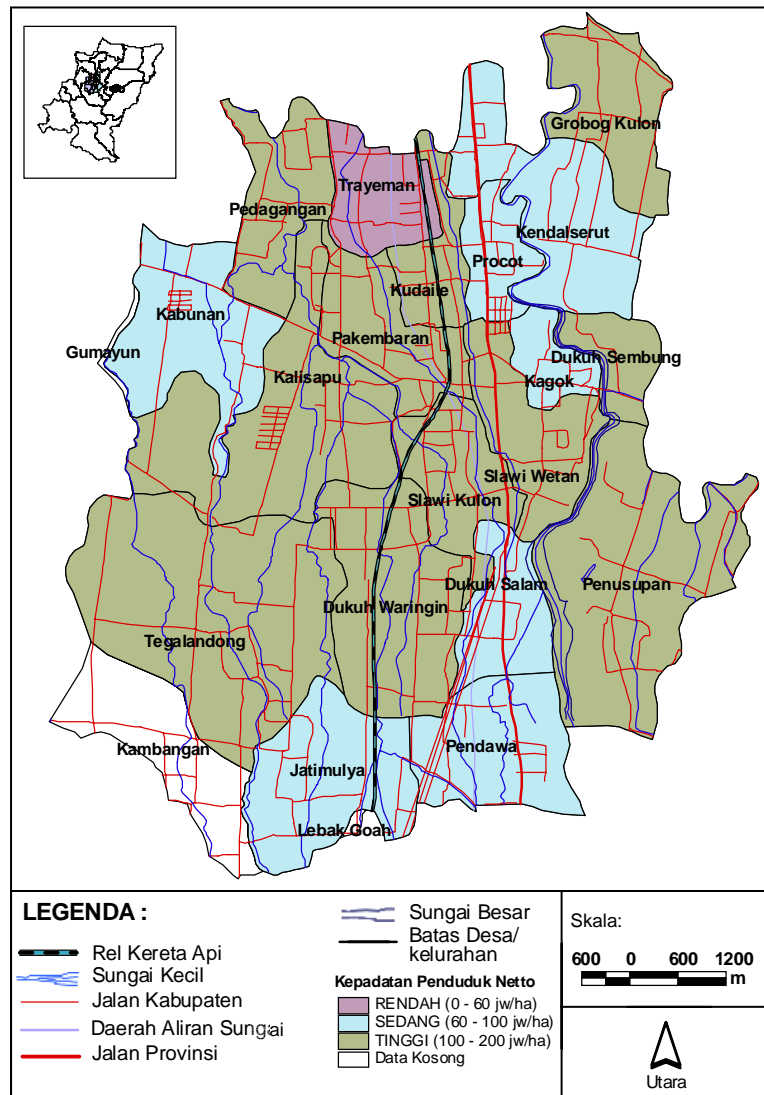 Grobog Kulon
Trayeman
Pedagangan
Kendalserut
Procot
Kudaile
Kabunan
Pakembaran
Gumayun
Dukuh Sembung
Kalisapu
Kagok
Slawi Wetan
Slawi Kulon
Dukuh Salam
Penusupan
Dukuh Waringin
Tegalandong
Kambangan
Pendawa
Jatimulya
Lebak Goah
LEGENDA :
Rel Kereta Api
Sungai Kecil
Jalan Kabupaten
Daerah Aliran Sungai
Jalan Provinsi
Sungai Besar
Batas Desa/
kelurahan
Kepadatan Penduduk Netto
RENDAH (0 - 60 jw/ha)
SEDANG (60 - 100 jw/ha)
TINGGI (100 - 200 jw/ha)
Data Kosong
Skala:
600 0 600 1200
m
Utara